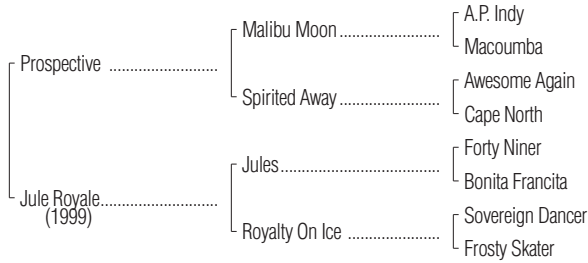 A.P. Indy
Malibu Moon
Macoumba
Prospective
Awesome Again
Spirited Away
Cape North
Forty Niner
Jules
Bonita Francita
Jule Royale
(1999)
Sovereign Dancer
Royalty On Ice
Frosty Skater